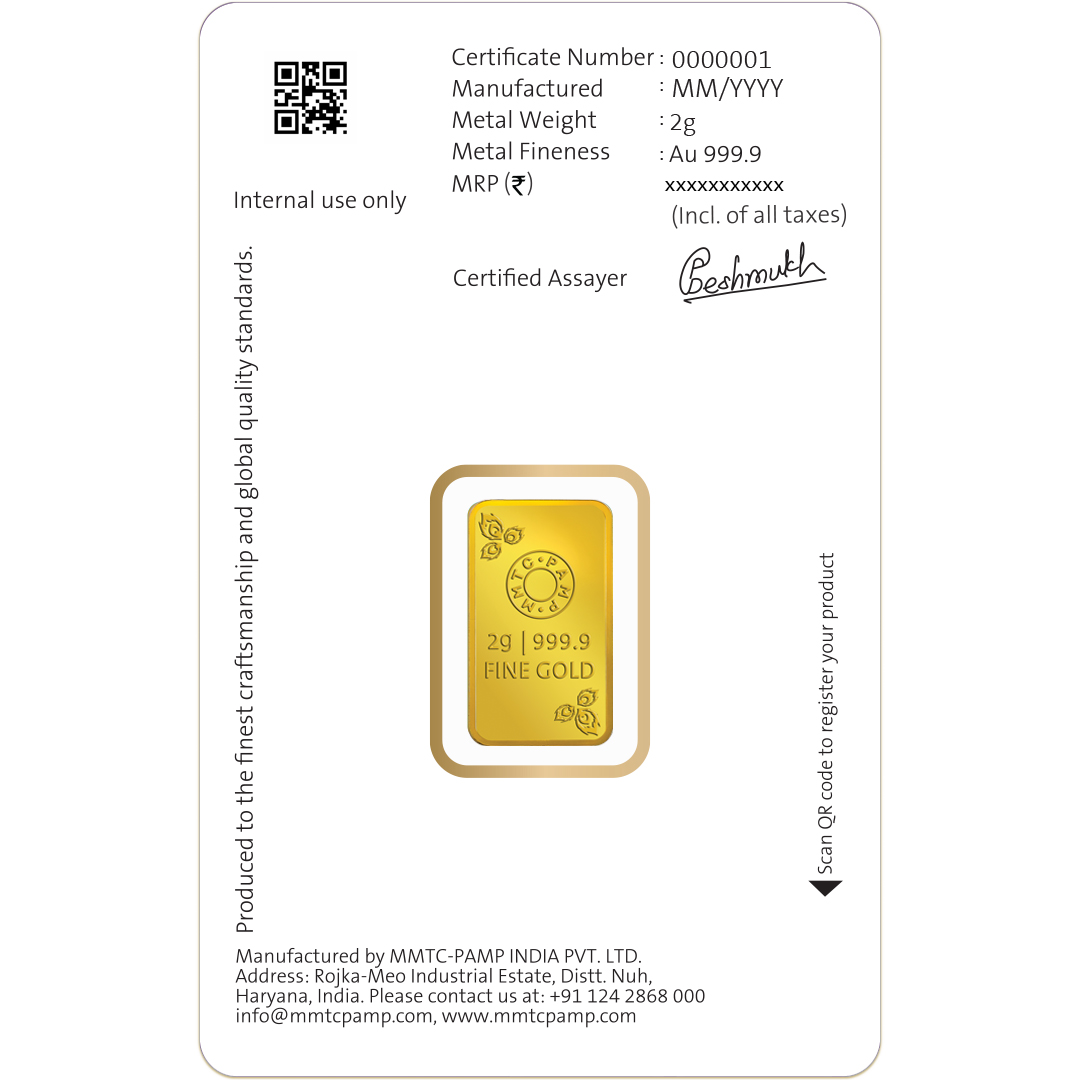 Certificate Number : 0000001
Manufactured : MM/YYYY
Metal Weight : 2g
Metal Fineness : Au 999.9
MRP (₹) xxxxxxxxxxx
(Incl. of all taxes)
Internal use only
Certified Assayer
Produced to the finest craftsmanship and global quality standards.
MMTC·PAMP·
2g | 999.9
FINE GOLD
Scan QR code to register your product
Manufactured by MMTC-PAMP INDIA PVT. LTD.
Address: Rojka-Meo Industrial Estate, Distt. Nuh,
Haryana, India. Please contact us at: +91 124 2868 000
info@mmtcpamp.com, www.mmtcpamp.com